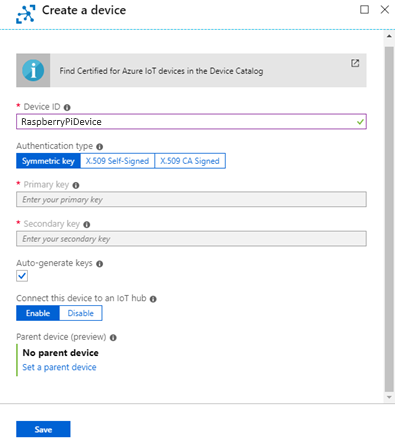 Create a device
Find Certified for Azure IoT devices in the Device Catalog
* Device ID
RaspberryPiDevice
Authentication type
Symmetric key X.509 Self-Signed X.509 CA Signed
* Primary key
Enter your primary key
* Secondary key
Enter your secondary key
Auto-generate keys
Connect this device to an IoT hub
Enable Disable
Parent device (preview)
No parent device
Set a parent device
Save